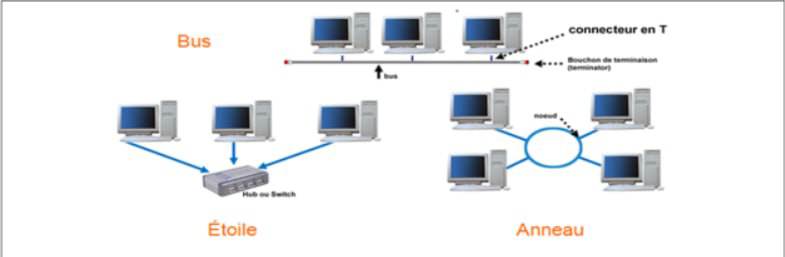 Bus
connecteur en T
Bouchon de terminaison
(terminator)
bus
noeud
Hub ou Switch
Étoile
Anneau